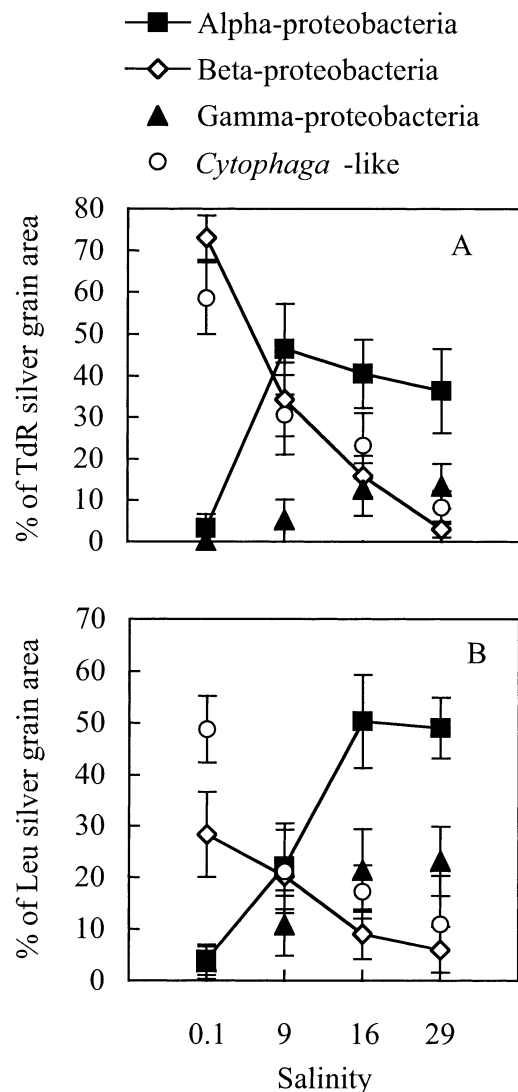 Alpha-proteobacteria
Beta-proteobacteria
Gamma-proteobacteria
Cytophaga -like
80
70
60
50
40
30
20
10
0
% of TdR silver grain area
A
70
60
50
40
30
20
10
0
% of Leu silver grain area
B
0.1 9 16 29
Salinity